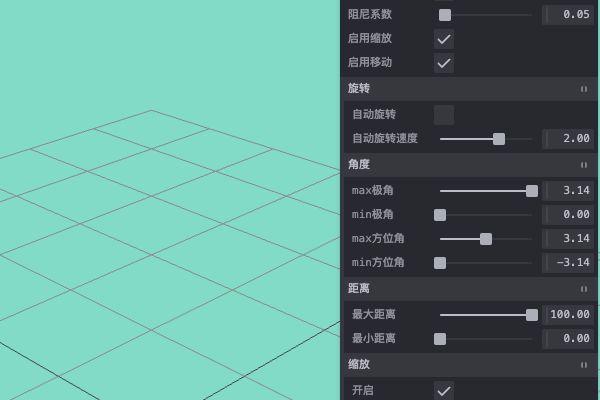 阻尼系数 0.05
启用缩放
启用移动
旋转
自动旋转
自动旋转速度 2.00
角度
max极角 3.14
min极角 0.00
max方位角 3.14
min方位角 −3.14
距离
最大距离 100.00
最小距离 0.00
缩放
开启